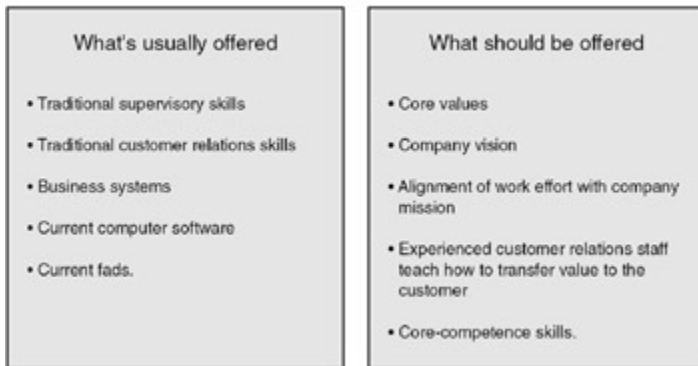 What's usually offered
• Traditional supervisory skills
• Traditional customer relations skills
• Business systems
• Current computer software
• Current fads.
What should be offered
• Core values
• Company vision
• Alignment of work effort with company
mission
• Experienced customer relations staff
teach how to transfer value to the
customer
• Core-competence skills.